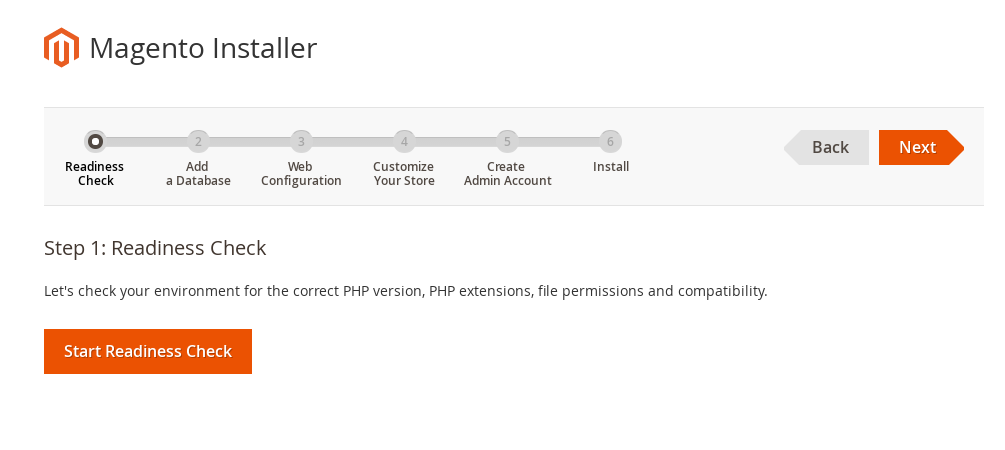 Magento Installer
2 3 4 5 6
Back
Next
Readiness
Check
Add
a Database
Web
Configuration
Customize
Your Store
Create
Admin Account
Install
Step 1: Readiness Check
Let's check your environment for the correct PHP version, PHP extensions, file permissions and compatibility.
Start Readiness Check